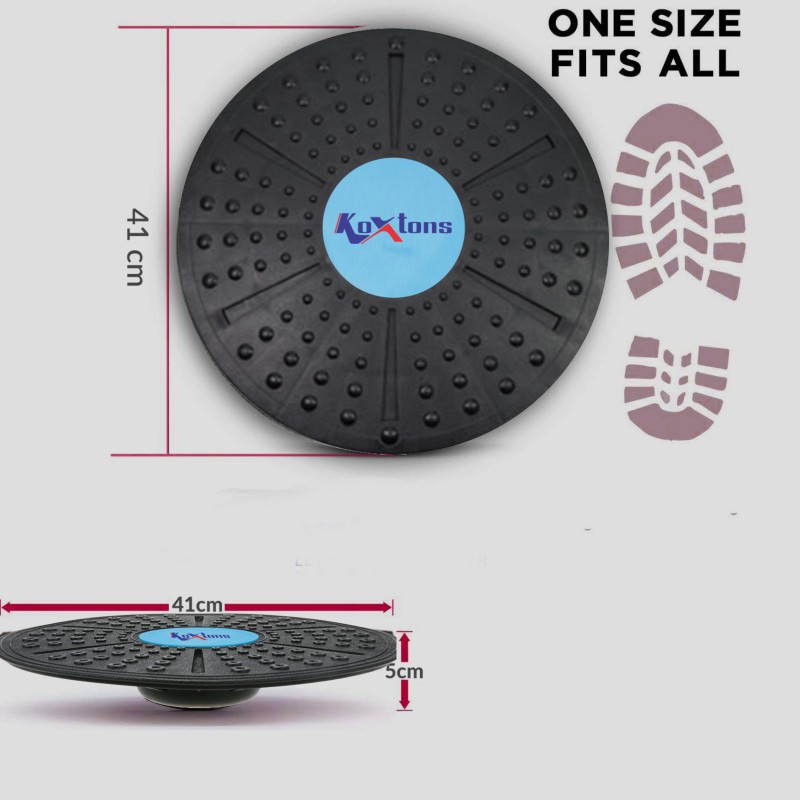 ONE SIZE
FITS ALL
41 cm
Koxtons
41cm
Koxtons
5cm